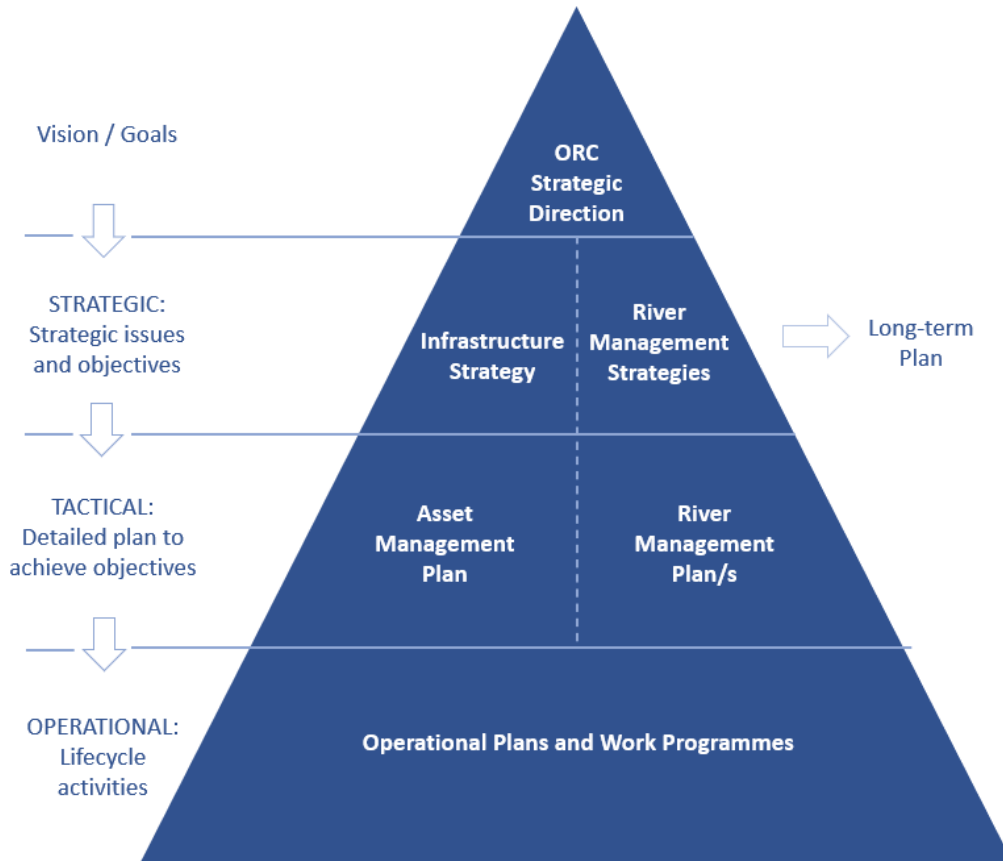 Vision / Goals
ORC
Strategic
Direction
STRATEGIC:
Strategic issues
and objectives
Infrastructure
Strategy
River
Management
Strategies
Long-term
Plan
TACTICAL:
Detailed plan to
achieve objectives
Asset
Management
Plan
River
Management
Plan/s
OPERATIONAL:
Lifecycle
activities
Operational Plans and Work Programmes